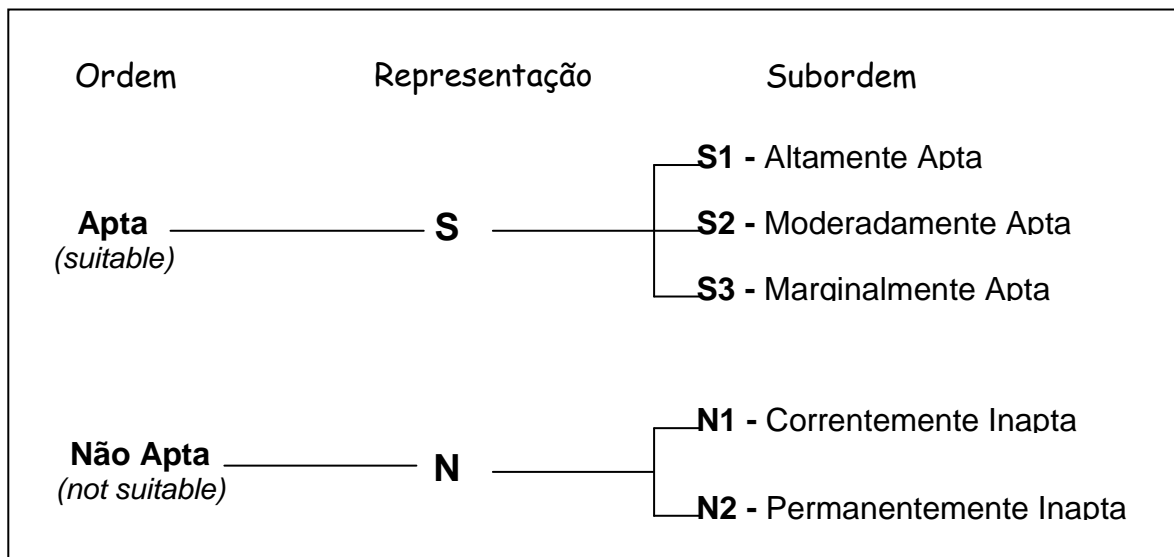 Ordem Representação Subordem
S1 - Altamente Apta
Apta S S2 - Moderadamente Apta
(suitable)
S3 - Marginalmente Apta
N1 - Correntemente Inapta
Não Apta N
(not suitable)
N2 - Permanentemente Inapta